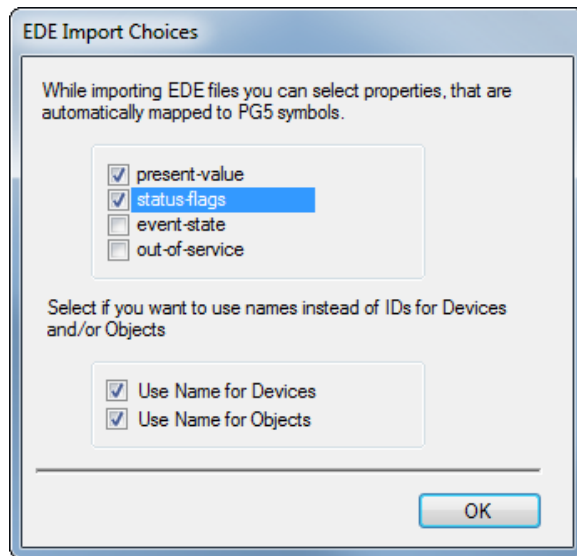 EDE Import Choices
While importing EDE files you can select properties, that are
automatically mapped to PG5 symbols.
present-value
status-flags
event-state
out-of-service
Select if you want to use names instead of IDs for Devices
and/or Objects
Use Name for Devices
Use Name for Objects
OK